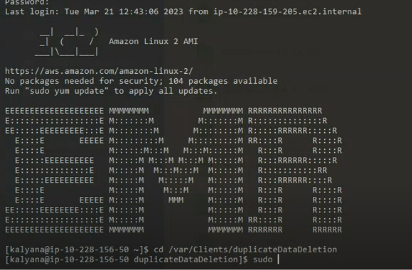 Password:
Last login: Tue Mar 21 12:43:06 2023 from ip-10-228-159-205.ec2.internal
       __|  __|_  )
       _|  (     /   Amazon Linux 2 AMI
      ___|\___|___|
https://aws.amazon.com/amazon-linux-2/
No packages needed for security; 104 packages available
Run "sudo yum update" to apply all updates.
EEEEEEEEEEEEEEEEEEEE MMMMMMMM           MMMMMMMM RRRRRRRRRRRRRRR
E::::::::::::::::::E M:::::::M         M:::::::M R::::::::::::::R
EE:::::EEEEEEEEE:::E M::::::::M       M::::::::M R:::::RRRRRR:::::R
  E::::E       EEEEE M:::::::::M     M:::::::::M RR::::R      R::::R
  E::::E             M::::::M:::M   M:::M::::::M   R:::R      R::::R
  E:::::EEEEEEEEEE   M:::::M M:::M M:::M M:::::M   R:::RRRRRR:::::R
  E::::::::::::::E   M:::::M  M:::M:::M  M:::::M   R:::::::::::RR
  E:::::EEEEEEEEEE   M:::::M   M:::::M   M:::::M   R:::RRRRRR::::R
  E::::E             M:::::M    M:::M    M:::::M   R:::R      R::::R
  E::::E       EEEEE M:::::M     MMM     M:::::M   R:::R      R::::R
EE:::::EEEEEEEE::::E M:::::M             M:::::M   R:::R      R::::R
E::::::::::::::::::E M:::::M             M:::::M RR::::R      R::::R
EEEEEEEEEEEEEEEEEEEE MMMMMMM             MMMMMMM RRRRRRR      RRRRRR
[kalyana@ip-10-228-156-50 ~]$ cd /var/Clients/duplicateDataDeletion
[kalyana@ip-10-228-156-50 duplicateDataDeletion]$ sudo